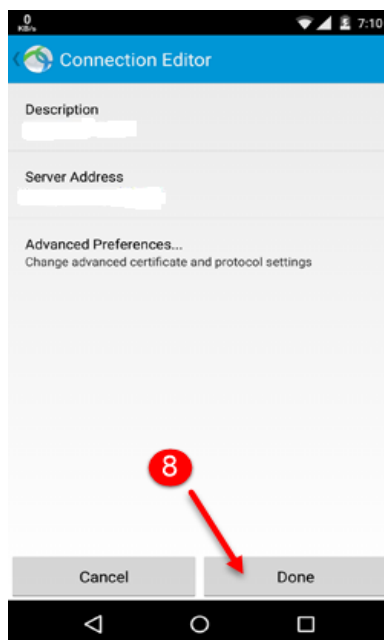 0
KB/s
7:10
Connection Editor
Description
Server Address
Advanced Preferences...
Change advanced certificate and protocol settings
8
Cancel
Done